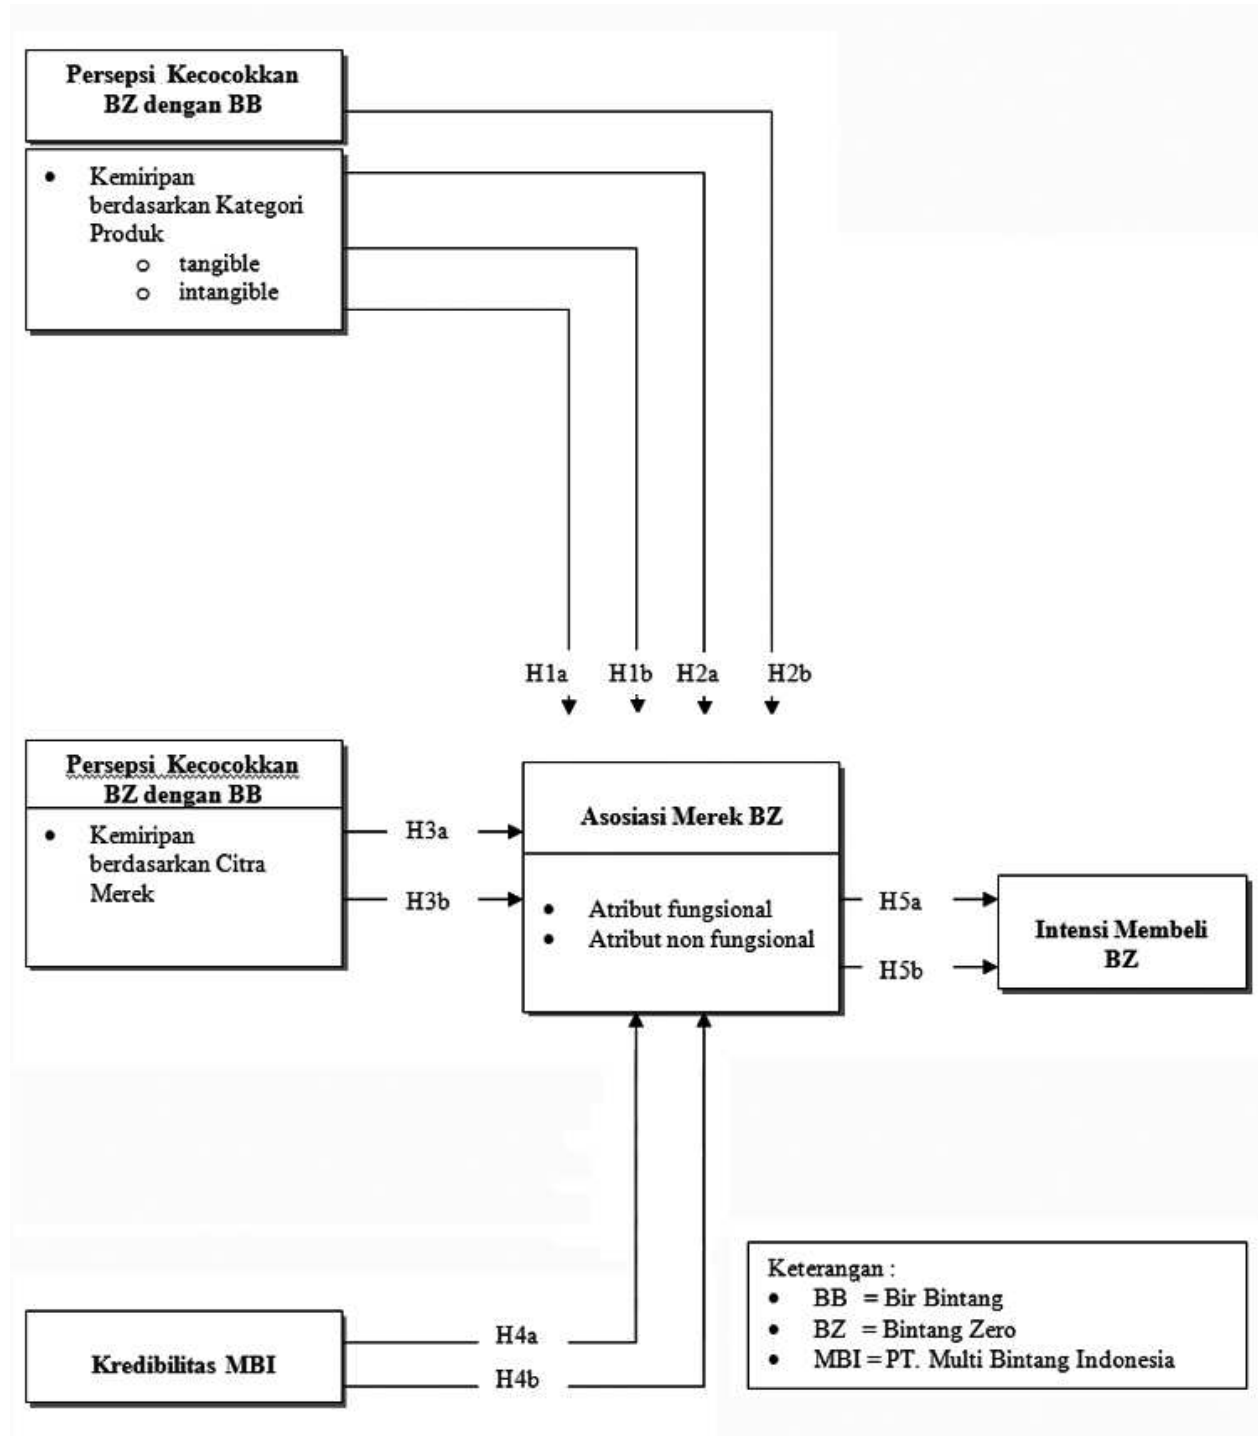 Persepsi Kecocokkan
BZ dengan BB
• Kemiripan
berdasarkan Kategori
Produk
o tangible
o intangible
H1a H1b H2a H2b
Persepsi Kecocokkan
BZ dengan BB
• Kemiripan
berdasarkan Citra
Merek
H3a
H3b
Asosiasi Merek BZ
• Atribut fungsional
• Atribut non fungsional
H5a
H5b
Intensi Membeli
BZ
Kredibilitas MBI
H4a
H4b
Keterangan :
• BB = Bir Bintang
• BZ = Bintang Zero
• MBI = PT. Multi Bintang Indonesia